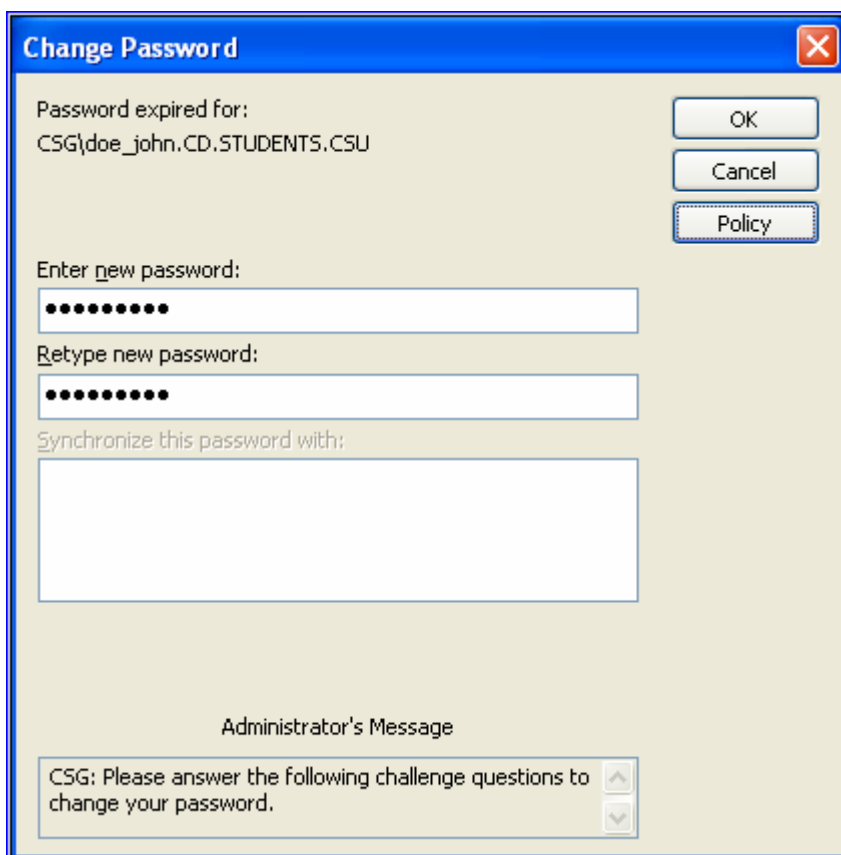 Change Password
Password expired for:
CSG\doe_john.CD.STUDENTS.CSU
OK
Cancel
Policy
Enter new password:
●●●●●●●●●
Retype new password:
●●●●●●●●●
Synchronize this password with:
Administrator's Message
CSG: Please answer the following challenge questions to
change your password.